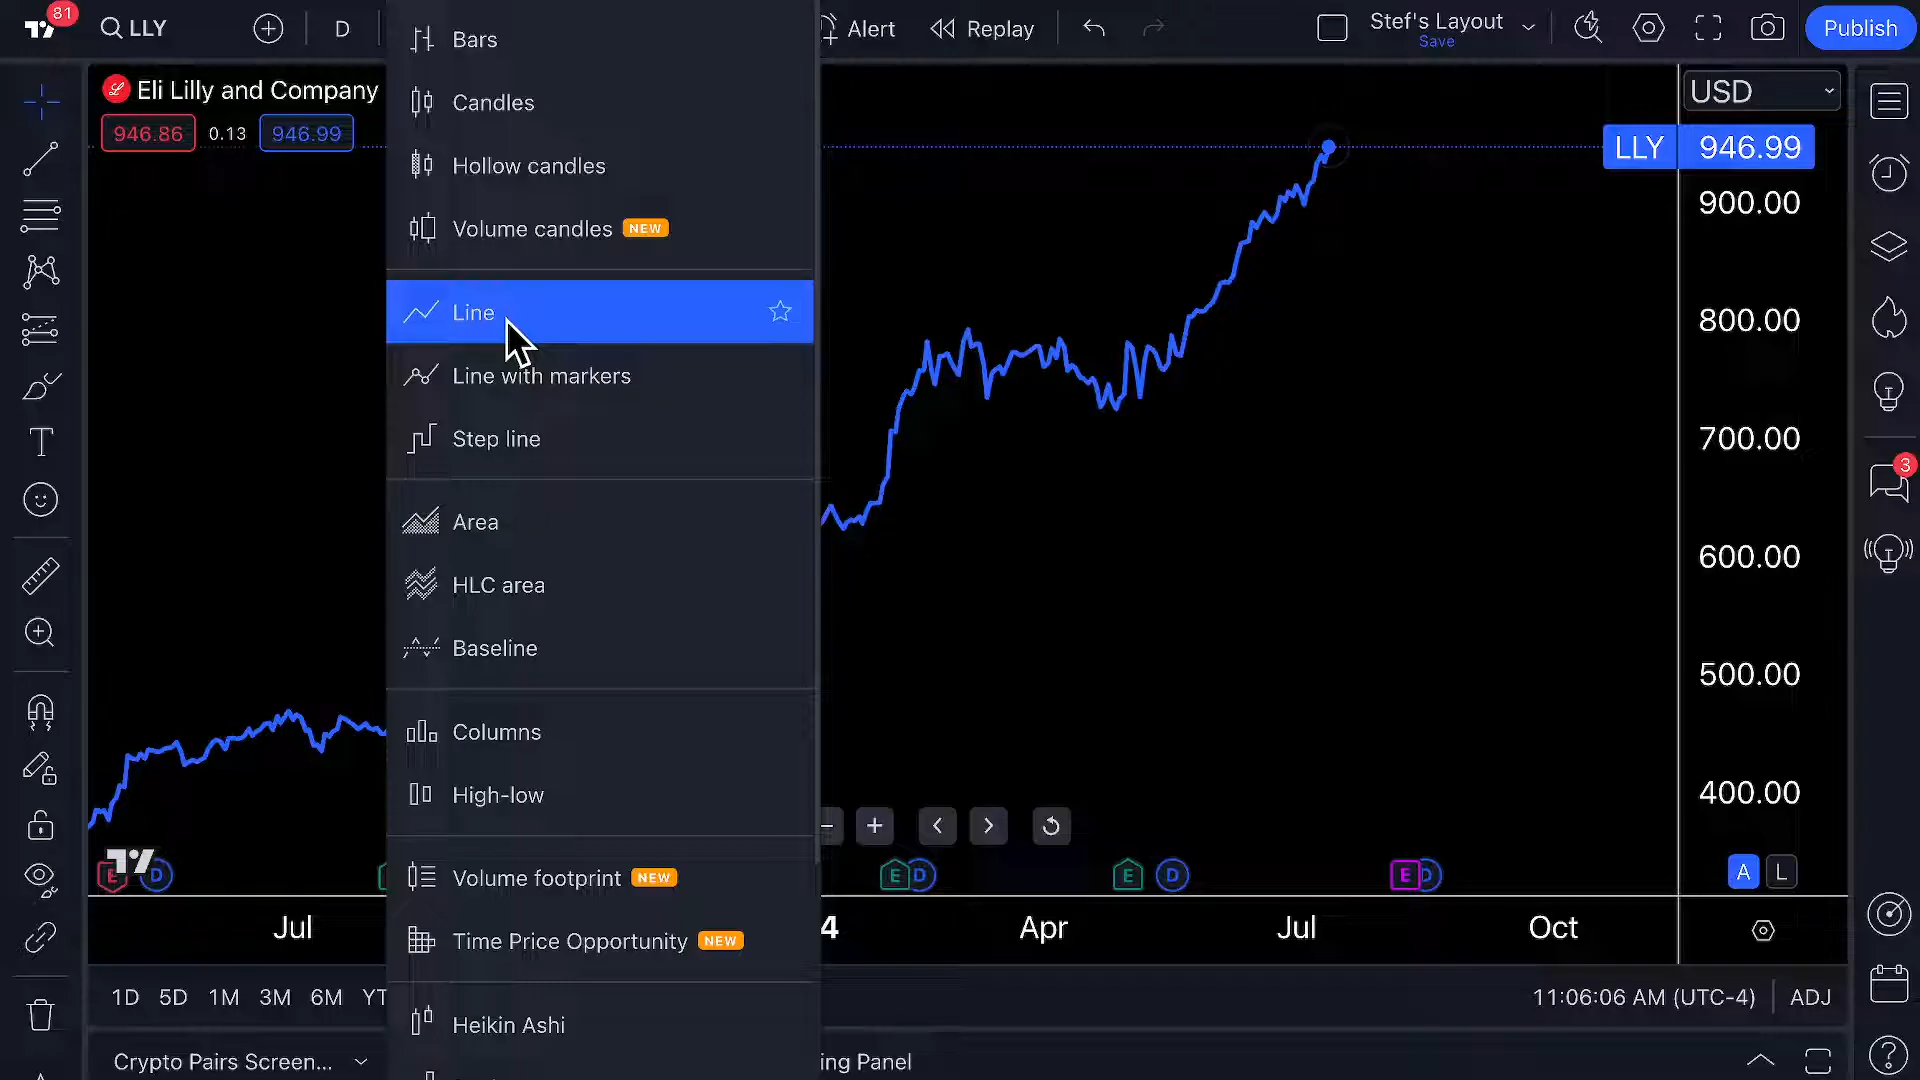 81
LLY
D
Alert
Replay
Stef's Layout
Save
Publish
Eli Lilly and Company
946.86
0.13
946.99
Bars
Candles
Hollow candles
Volume candles NEW
Line
Line with markers
Step line
Area
HLC area
Baseline
Columns
High-low
Volume footprint NEW
Time Price Opportunity NEW
Heikin Ashi
USD
LLY 946.99
900.00
800.00
700.00
600.00
500.00
400.00
3
T
E D
E D
E D
E D
A L
Jul
4
Apr
Jul
Oct
1D 5D 1M 3M 6M YT
11:06:06 AM (UTC-4)
ADJ
Crypto Pairs Screen...
ing Panel